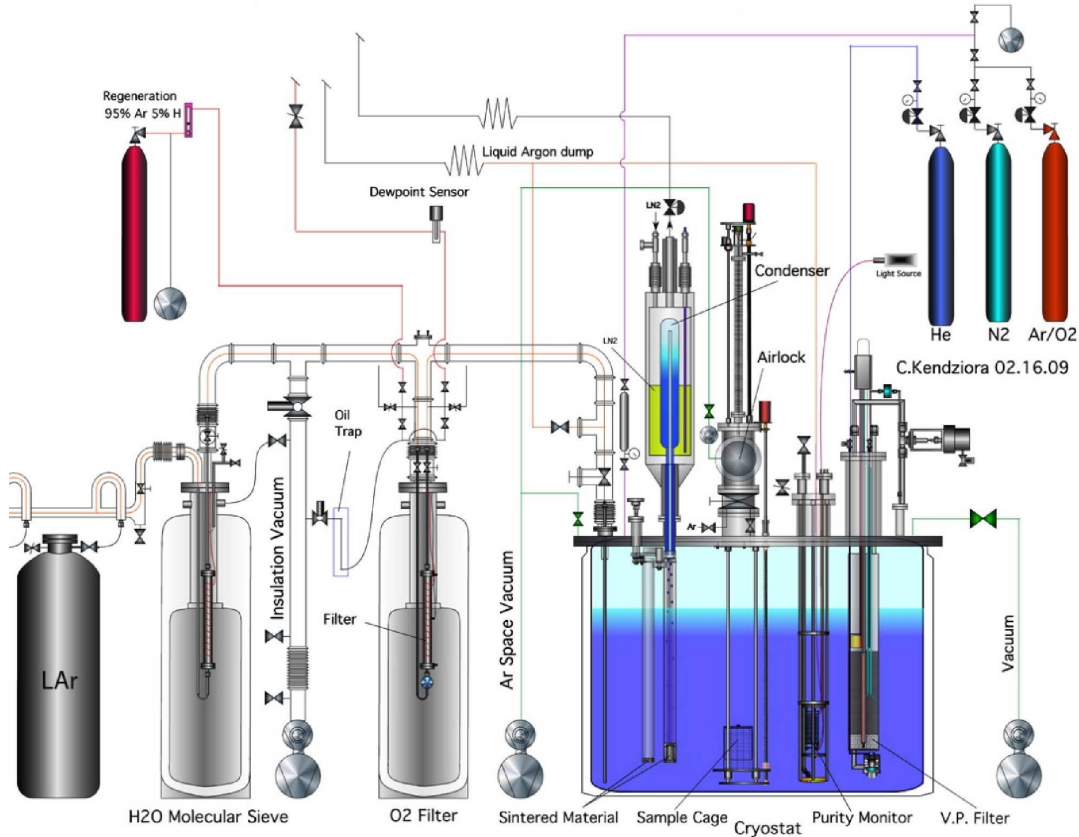 Regeneration
95% Ar 5% H
Liquid Argon dump
Dewpoint Sensor
LN2
Condenser
Light Source
He
N2
Ar/O2
C.Kendziora 02.16.09
LN2
Airlock
Oil
Trap
Insulation Vacuum
Ar
Filter
Ar Space Vacuum
Vacuum
LAr
H2O Molecular Sieve
O2 Filter
Sintered Material
Sample Cage
Purity Monitor
V.P. Filter
Cryostat